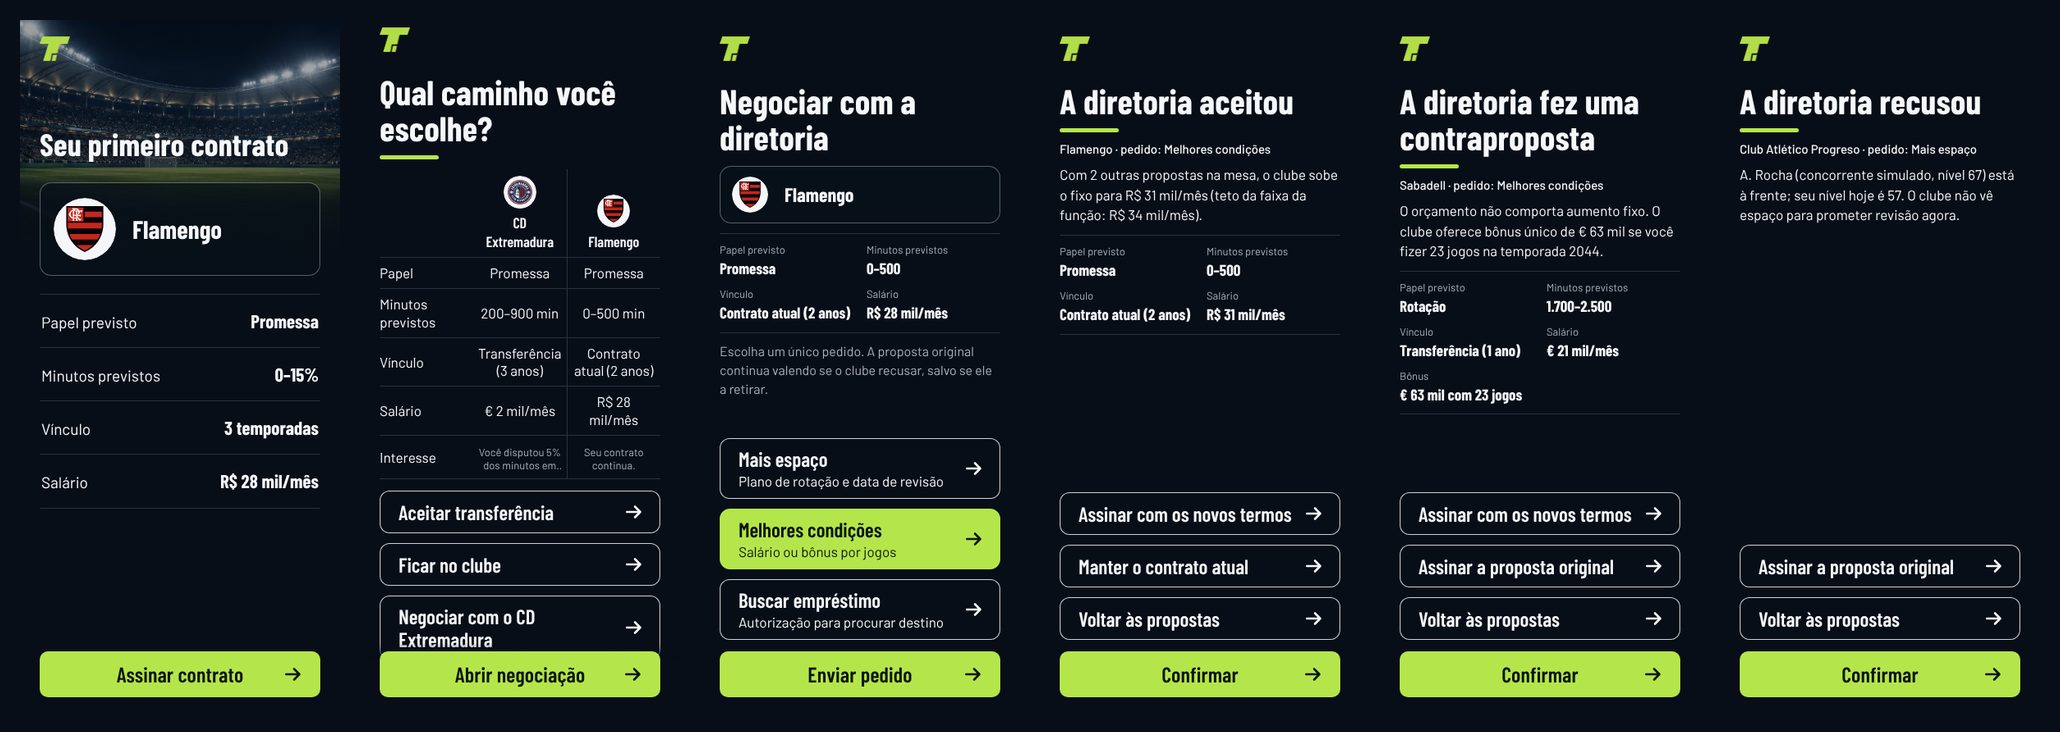 Seu primeiro contrato
Flamengo
Papel previsto Promessa
Minutos previstos 0-15%
Vínculo 3 temporadas
Salário R$ 28 mil/mês
Assinar contrato
Qual caminho você
escolhe?
CD
Extremadura Flamengo
Papel Promessa Promessa
Minutos
previstos 200–900 min 0–500 min
Vínculo Transferência
(3 anos) Contrato
atual (2 anos)
Salário € 2 mil/mês R$ 28
mil/mês
Interesse Você disputou 5%
dos minutos em.. Seu contrato
continua.
Aceitar transferência
Ficar no clube
Negociar com o CD
Extremadura
Abrir negociação
Negociar com a
diretoria
Flamengo
Papel previsto Minutos previstos
Promessa 0–500
Vínculo Salário
Contrato atual (2 anos) R$ 28 mil/mês
Escolha um único pedido. A proposta original
continua valendo se o clube recusar, salvo se ele
a retirar.
Mais espaço
Plano de rotação e data de revisão
Melhores condições
Salário ou bônus por jogos
Buscar empréstimo
Autorização para procurar destino
Enviar pedido
A diretoria aceitou
Flamengo · pedido: Melhores condições
Com 2 outras propostas na mesa, o clube sobe
o fixo para R$ 31 mil/mês (teto da faixa da
função: R$ 34 mil/mês).
Papel previsto Minutos previstos
Promessa 0–500
Vínculo Salário
Contrato atual (2 anos) R$ 31 mil/mês
Assinar com os novos termos
Manter o contrato atual
Voltar às propostas
Confirmar
A diretoria fez uma
contraproposta
Sabadell · pedido: Melhores condições
O orçamento não comporta aumento fixo. O
clube oferece bônus único de € 63 mil se você
fizer 23 jogos na temporada 2044.
Papel previsto Minutos previstos
Rotação 1.700–2.500
Vínculo Salário
Transferência (1 ano) € 21 mil/mês
Bônus
€ 63 mil com 23 jogos
Assinar com os novos termos
Assinar a proposta original
Voltar às propostas
Confirmar
A diretoria recusou
Club Atlético Progreso · pedido: Mais espaço
A. Rocha (concorrente simulado, nível 67) está
à frente; seu nível hoje é 57. O clube não vê
espaço para prometer revisão agora.
Assinar a proposta original
Voltar às propostas
Confirmar